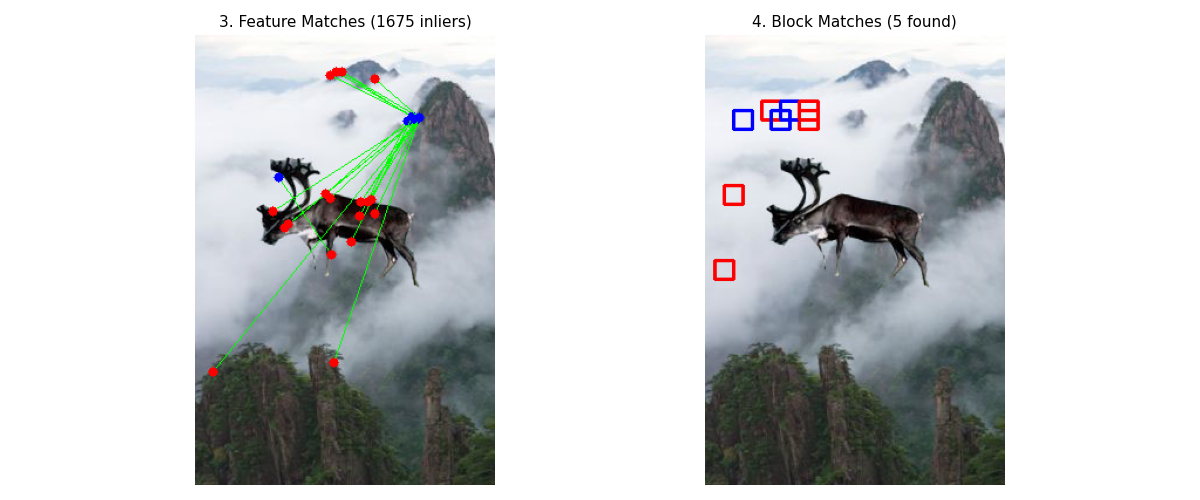 3. Feature Matches (1675 inliers)
4. Block Matches (5 found)